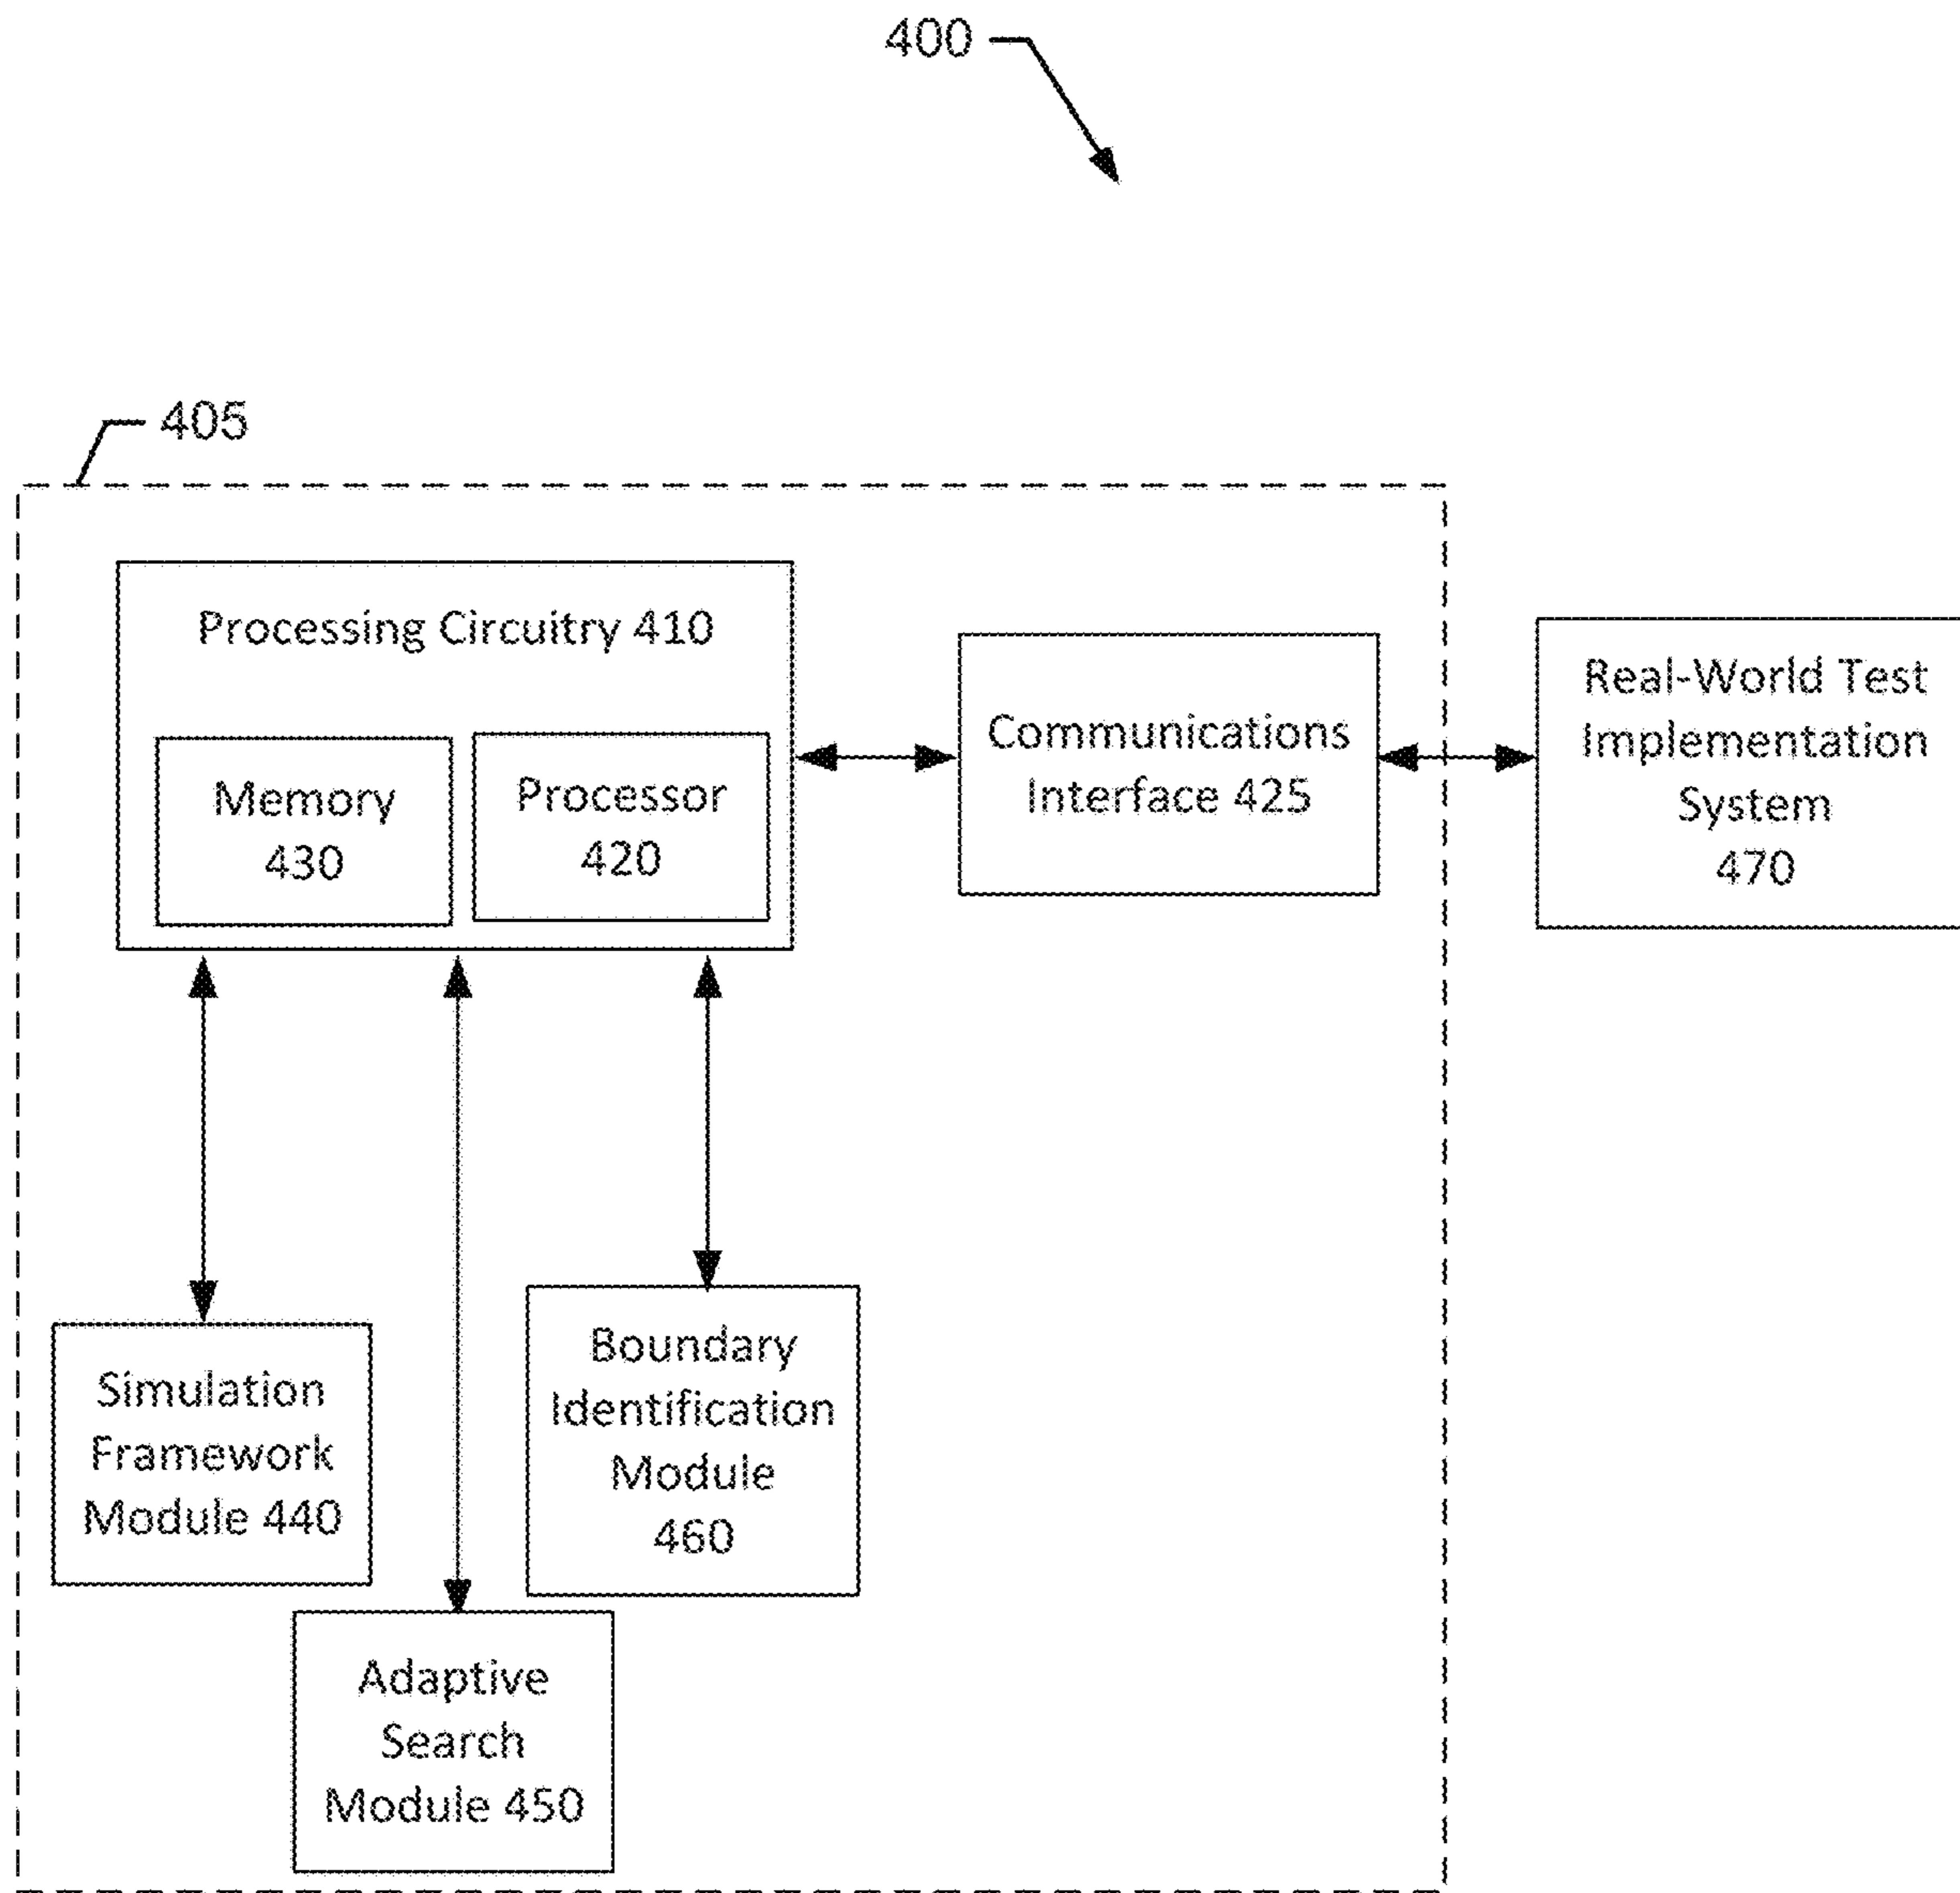 400
405
Processing Circuitry 410
Memory
430
Processor
420
Communications
Interface 425
Real-World Test
Implementation
System
470
Simulation
Framework
Module 440
Boundary
Identification
Module
460
Adaptive
Search
Module 450